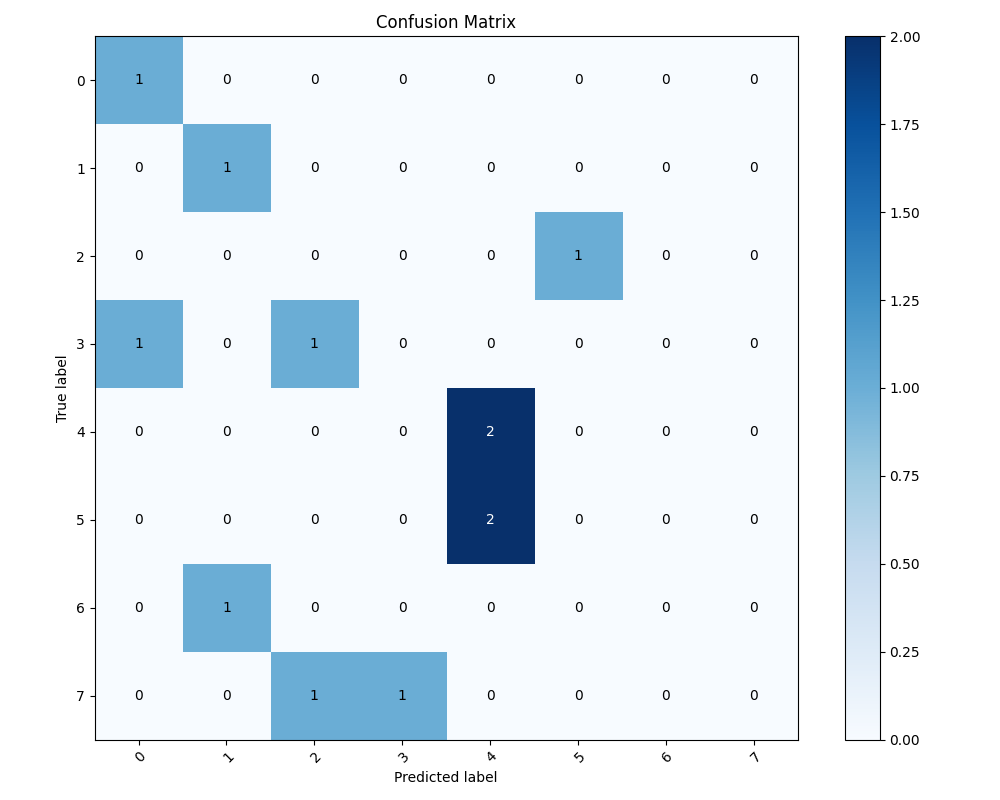 Confusion Matrix
0 1 0 0 0 0 0 0 0
1 0 1 0 0 0 0 0 0
2 0 0 0 0 0 1 0 0
3 1 0 1 0 0 0 0 0
4 0 0 0 0 2 0 0 0
5 0 0 0 0 2 0 0 0
6 0 1 0 0 0 0 0 0
7 0 0 1 1 0 0 0 0
0 1 2 3 4 5 6 7
True label
Predicted label
2.00
1.75
1.50
1.25
1.00
0.75
0.50
0.25
0.00